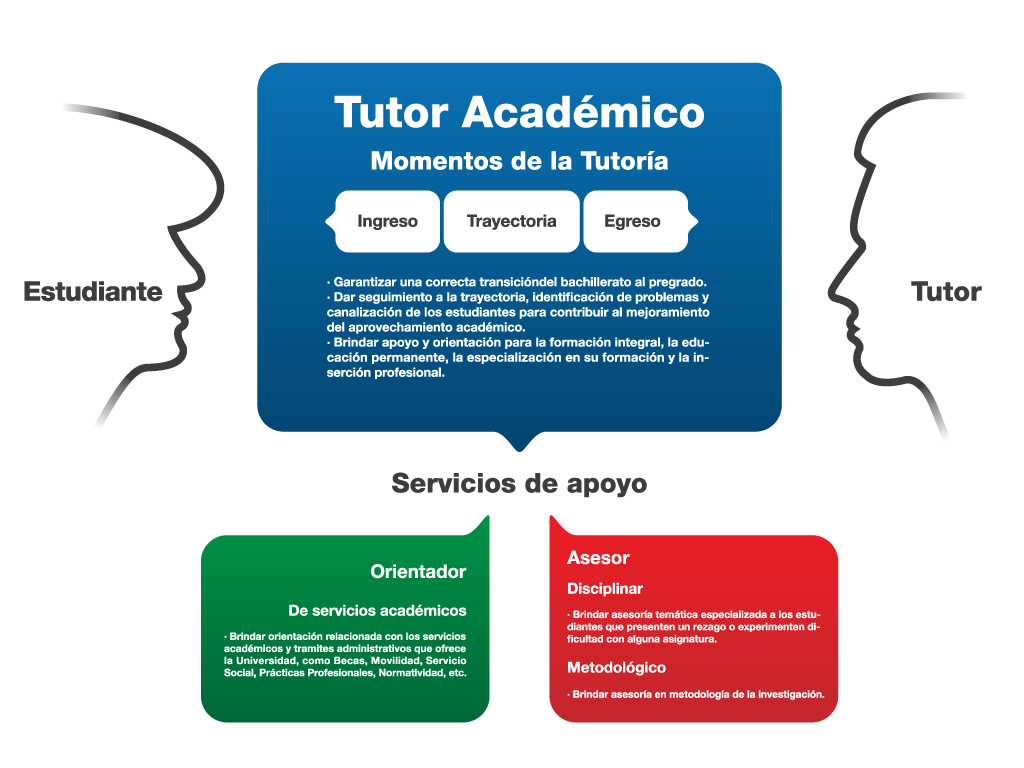 Tutor Académico
Momentos de la Tutoría
Ingreso
Trayectoria
Egreso
· Garantizar una correcta transicióndel bachillerato al pregrado.
· Dar seguimiento a la trayectoria, identificación de problemas y
canalización de los estudiantes para contribuir al mejoramiento
del aprovechamiento académico.
· Brindar apoyo y orientación para la formación integral, la edu-
cación permanente, la especialización en su formación y la in-
serción profesional.
Estudiante
Tutor
Servicios de apoyo
Orientador
De servicios académicos
· Brindar orientación relacionada con los servicios
académicos y tramites administrativos que ofrece
la Universidad, como Becas, Movilidad, Servicio
Social, Prácticas Profesionales, Normatividad, etc.
Asesor
Disciplinar
· Brindar asesoría temática especializada a los estu-
diantes que presenten un rezago o experimenten di-
ficultad con alguna asignatura.
Metodológico
· Brindar asesoría en metodología de la investigación.